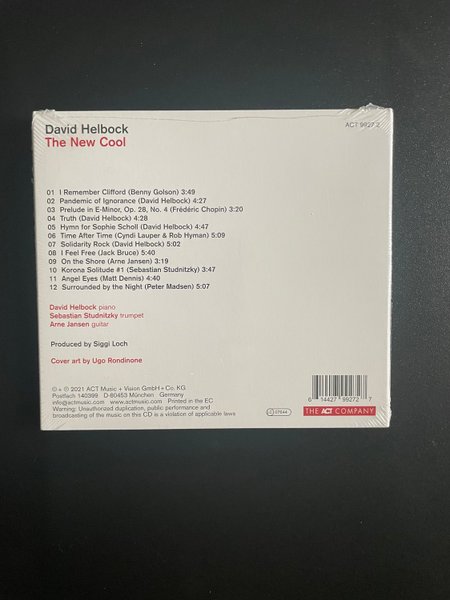 David Helbock
The New Cool
ACT 9927 2
01 I Remember Clifford (Benny Golson) 3:49
02 Pandemic of Ignorance (David Helbock) 4:27
03 Prelude in E-Minor, Op. 28, No. 4 (Frédéric Chopin) 3:20
04 Truth (David Helbock) 4:28
05 Hymn for Sophie Scholl (David Helbock) 4:47
06 Time After Time (Cyndi Lauper & Rob Hyman) 5:09
07 Solidarity Rock (David Helbock) 5:02
08 I Feel Free (Jack Bruce) 5:40
09 On the Shore (Arne Jansen) 3:19
10 Korona Solitude #1 (Sebastian Studnitzky) 3:47
11 Angel Eyes (Matt Dennis) 4:40
12 Surrounded by the Night (Peter Madsen) 5:07
David Helbock piano
Sebastian Studnitzky trumpet
Arne Jansen guitar
Produced by Siggi Loch
Cover art by Ugo Rondinone
© + ℗ 2021 ACT Music + Vision GmbH + Co. KG
Postfach 140399 D-80453 München Germany
info@actmusic.com www.actmusic.com Printed in the EC
Warning: Unauthorized duplication, public performance and
broadcasting of the music on this CD is a violation of applicable laws
LC 07644
6 14427 99272 7
THE ACT COMPANY